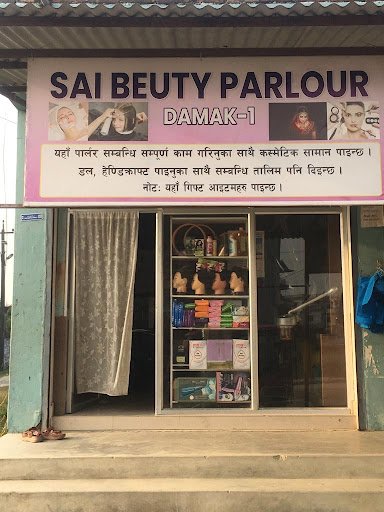 SAI BEUTY PARLOUR
DAMAK-1
यहाँ पार्लर सम्बन्धि सम्पूर्ण काम गरिनुका साथै कस्मेटिक सामान पाइन्छ ।
डल, हेण्डिक्राफ्ट पाइनुका साथै सम्बन्धि तालिम पनि दिइन्छ ।
नोट: यहाँ गिफ्ट आइटमहरु पाइन्छ ।